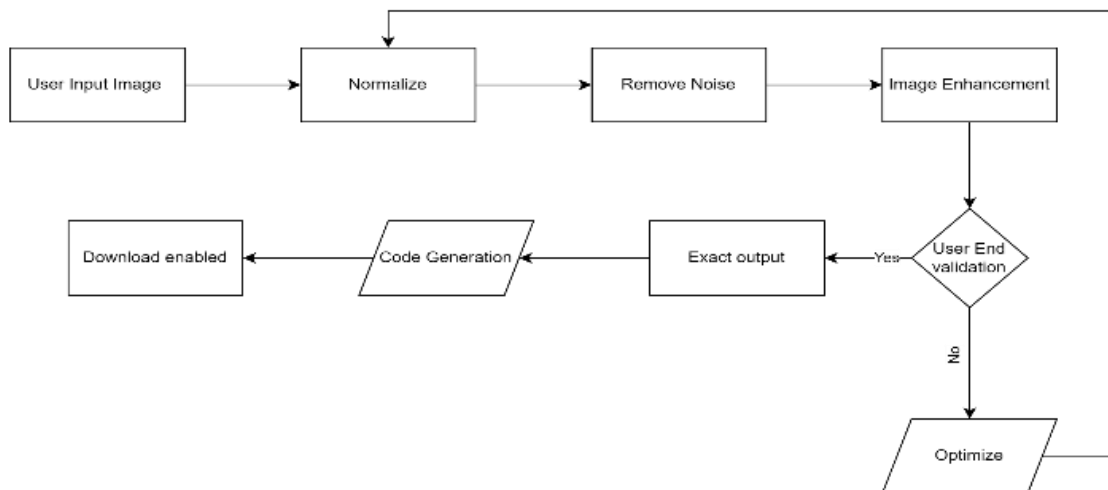 User Input Image
Normalize
Remove Noise
Image Enhancement
Download enabled
Code Generation
Exact output
Yes
User End
validation
No
Optimize